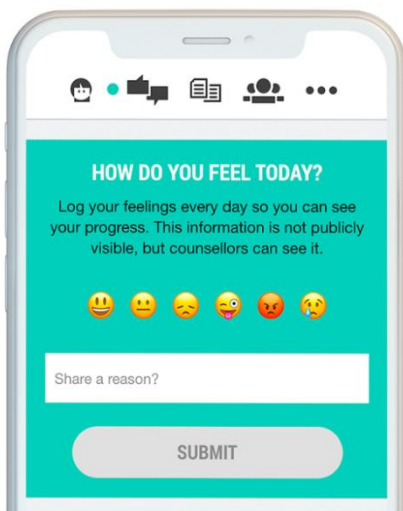 HOW DO YOU FEEL TODAY?
Log your feelings every day so you can see
your progress. This information is not publicly
visible, but counsellors can see it.
Share a reason?
SUBMIT